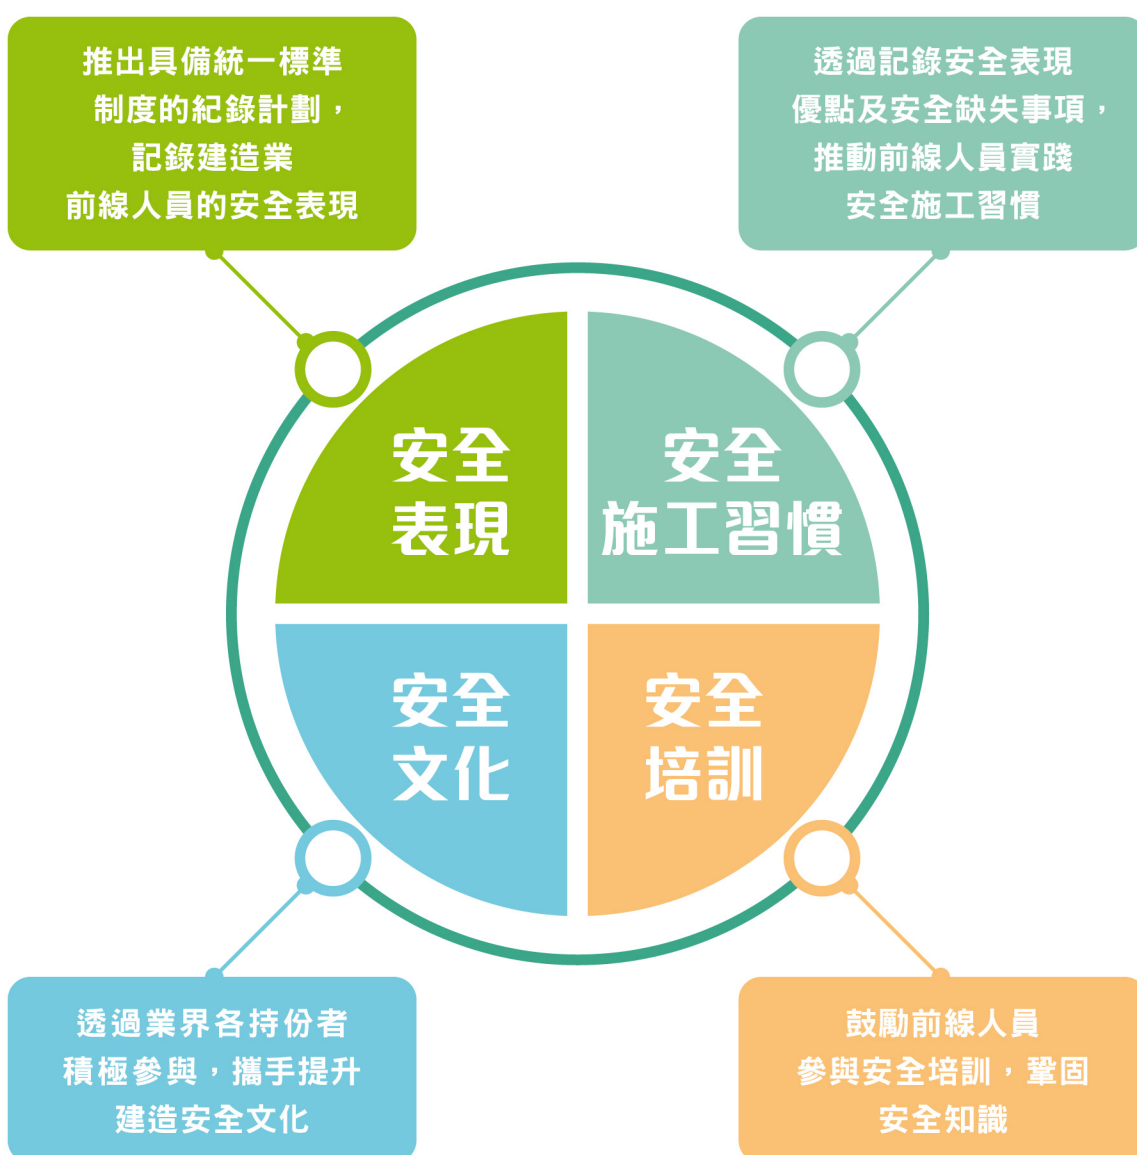 推出具備統一標準
制度的紀錄計劃，
記錄建造業
前線人員的安全表現
透過記錄安全表現
優點及安全缺失事項，
推動前線人員實踐
安全施工習慣
安全
表現
安全
施工習慣
安全
文化
安全
培訓
透過業界各持份者
積極參與，攜手提升
建造安全文化
鼓勵前線人員
參與安全培訓，鞏固
安全知識